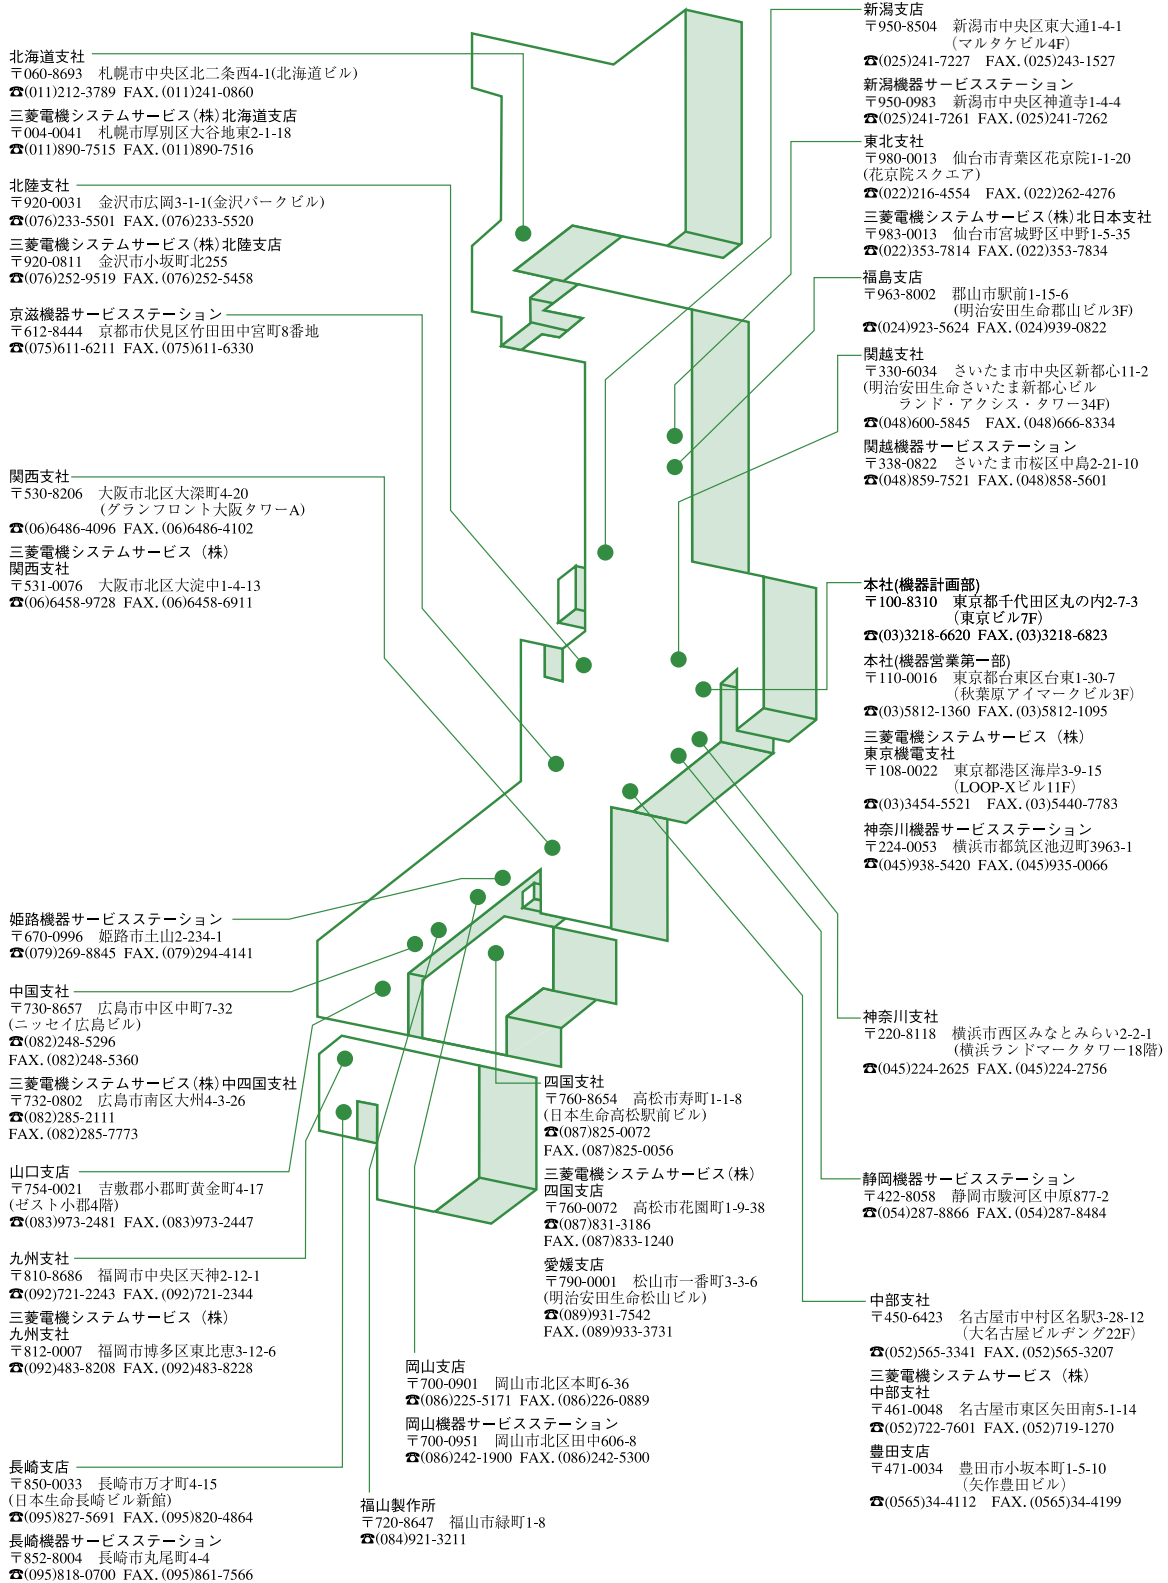 北海道支社
〒060-8693 札幌市中央区北二条西4-1(北海道ビル)
☎(011)212-3789 FAX. (011)241-0860
三菱電機システムサービス(株)北海道支店
〒004-0041 札幌市厚別区大谷地東2-1-18
☎(011)890-7515 FAX. (011)890-7516
北陸支社
〒920-0031 金沢市広岡3-1-1(金沢パークビル)
☎(076)233-5501 FAX. (076)233-5520
三菱電機システムサービス(株)北陸支店
〒920-0811 金沢市小坂町北255
☎(076)252-9519 FAX. (076)252-5458
京滋機器サービスステーション
〒612-8444 京都市伏見区竹田田中宮町8番地
☎(075)611-6211 FAX. (075)611-6330
関西支社
〒530-8206 大阪市北区大深町4-20
(グランフロント大阪タワーA)
☎(06)6486-4096 FAX. (06)6486-4102
三菱電機システムサービス(株)
関西支社
〒531-0076 大阪市北区大淀中1-4-13
☎(06)6458-9728 FAX. (06)6458-6911
姫路機器サービスステーション
〒670-0996 姫路市土山2-234-1
☎(079)269-8845 FAX. (079)294-4141
中国支社
〒730-8657 広島市中区中町7-32
(ニッセイ広島ビル)
☎(082)248-5296
FAX. (082)248-5360
三菱電機システムサービス(株)中四国支社
〒732-0802 広島市南区大州4-3-26
☎(082)285-2111
FAX. (082)285-7773
山口支店
〒754-0021 吉敷郡小郡町黄金町4-17
(ゼスト小郡4階)
☎(083)973-2481 FAX. (083)973-2447
九州支社
〒810-8686 福岡市中央区天神2-12-1
☎(092)721-2243 FAX. (092)721-2344
三菱電機システムサービス(株)
九州支社
〒812-0007 福岡市博多区東比恵3-12-6
☎(092)483-8208 FAX. (092)483-8228
長崎支店
〒850-0033 長崎市万才町4-15
(日本生命長崎ビル新館)
☎(095)827-5691 FAX. (095)820-4864
長崎機器サービスステーション
〒852-8004 長崎市丸尾町4-4
☎(095)818-0700 FAX. (095)861-7566
四国支社
〒760-8654 高松市寿町1-1-8
(日本生命高松駅前ビル)
☎(087)825-0072
FAX. (087)825-0056
三菱電機システムサービス(株)
四国支店
〒760-0072 高松市花園町1-9-38
☎(087)831-3186
FAX. (087)833-1240
愛媛支店
〒790-0001 松山市一番町3-3-6
(明治安田生命松山ビル)
☎(089)931-7542
FAX. (089)933-3731
岡山支店
〒700-0901 岡山市北区本町6-36
☎(086)225-5171 FAX. (086)226-0889
岡山機器サービスステーション
〒700-0951 岡山市北区田中606-8
☎(086)242-1900 FAX. (086)242-5300
福山製作所
〒720-8647 福山市緑町1-8
☎(084)921-3211
新潟支店
〒950-8504 新潟市中央区東大通1-4-1
(マルタケビル4F)
☎(025)241-7227 FAX. (025)243-1527
新潟機器サービスステーション
〒950-0983 新潟市中央区神道寺1-4-4
☎(025)241-7261 FAX. (025)241-7262
東北支社
〒980-0013 仙台市青葉区花京院1-1-20
(花京院スクエア)
☎(022)216-4554 FAX. (022)262-4276
三菱電機システムサービス(株)北日本支社
〒983-0013 仙台市宮城野区中野1-5-35
☎(022)353-7814 FAX. (022)353-7834
福島支店
〒963-8002 郡山市駅前1-15-6
(明治安田生命郡山ビル3F)
☎(024)923-5624 FAX. (024)939-0822
関越支社
〒330-6034 さいたま市中央区新都心11-2
(明治安田生命さいたま新都心ビル
ランド・アクシス・タワー34F)
☎(048)600-5845 FAX. (048)666-8334
関越機器サービスステーション
〒338-0822 さいたま市桜区中島2-21-10
☎(048)859-7521 FAX. (048)858-5601
本社(機器計画部)
〒100-8310 東京都千代田区丸の内2-7-3
(東京ビル7F)
☎(03)3218-6620 FAX. (03)3218-6823
本社(機器営業第一部)
〒110-0016 東京都台東区台東1-30-7
(秋葉原アイマークビル3F)
☎(03)5812-1360 FAX. (03)5812-1095
三菱電機システムサービス(株)
東京機電支社
〒108-0022 東京都港区海岸3-9-15
(LOOP-Xビル11F)
☎(03)3454-5521 FAX. (03)5440-7783
神奈川機器サービスステーション
〒224-0053 横浜市都筑区池辺町3963-1
☎(045)938-5420 FAX. (045)935-0066
神奈川支社
〒220-8118 横浜市西区みなとみらい2-2-1
(横浜ランドマークタワー18階)
☎(045)224-2625 FAX. (045)224-2756
静岡機器サービスステーション
〒422-8058 静岡市駿河区中原877-2
☎(054)287-8866 FAX. (054)287-8484
中部支社
〒450-6423 名古屋市中村区名駅3-28-12
(大名古屋ビルヂング22F)
☎(052)565-3341 FAX. (052)565-3207
三菱電機システムサービス(株)
中部支社
〒461-0048 名古屋市東区矢田南5-1-14
☎(052)722-7601 FAX. (052)719-1270
豊田支店
〒471-0034 豊田市小坂本町1-5-10
(矢作豊田ビル)
☎(0565)34-4112 FAX. (0565)34-4199